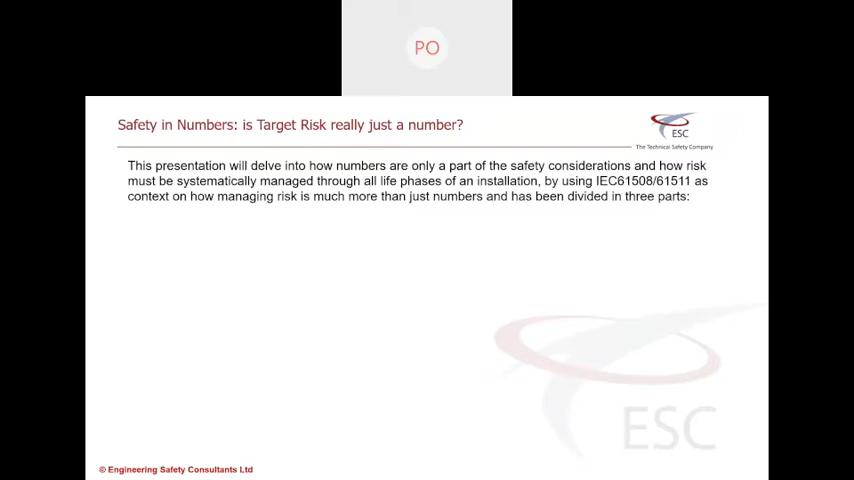 PO
Safety in Numbers: is Target Risk really just a number?
ESC
The Technical Safety Company
This presentation will delve into how numbers are only a part of the safety considerations and how risk
must be systematically managed through all life phases of an installation, by using IEC61508/61511 as
context on how managing risk is much more than just numbers and has been divided in three parts:
ESC
© Engineering Safety Consultants Ltd